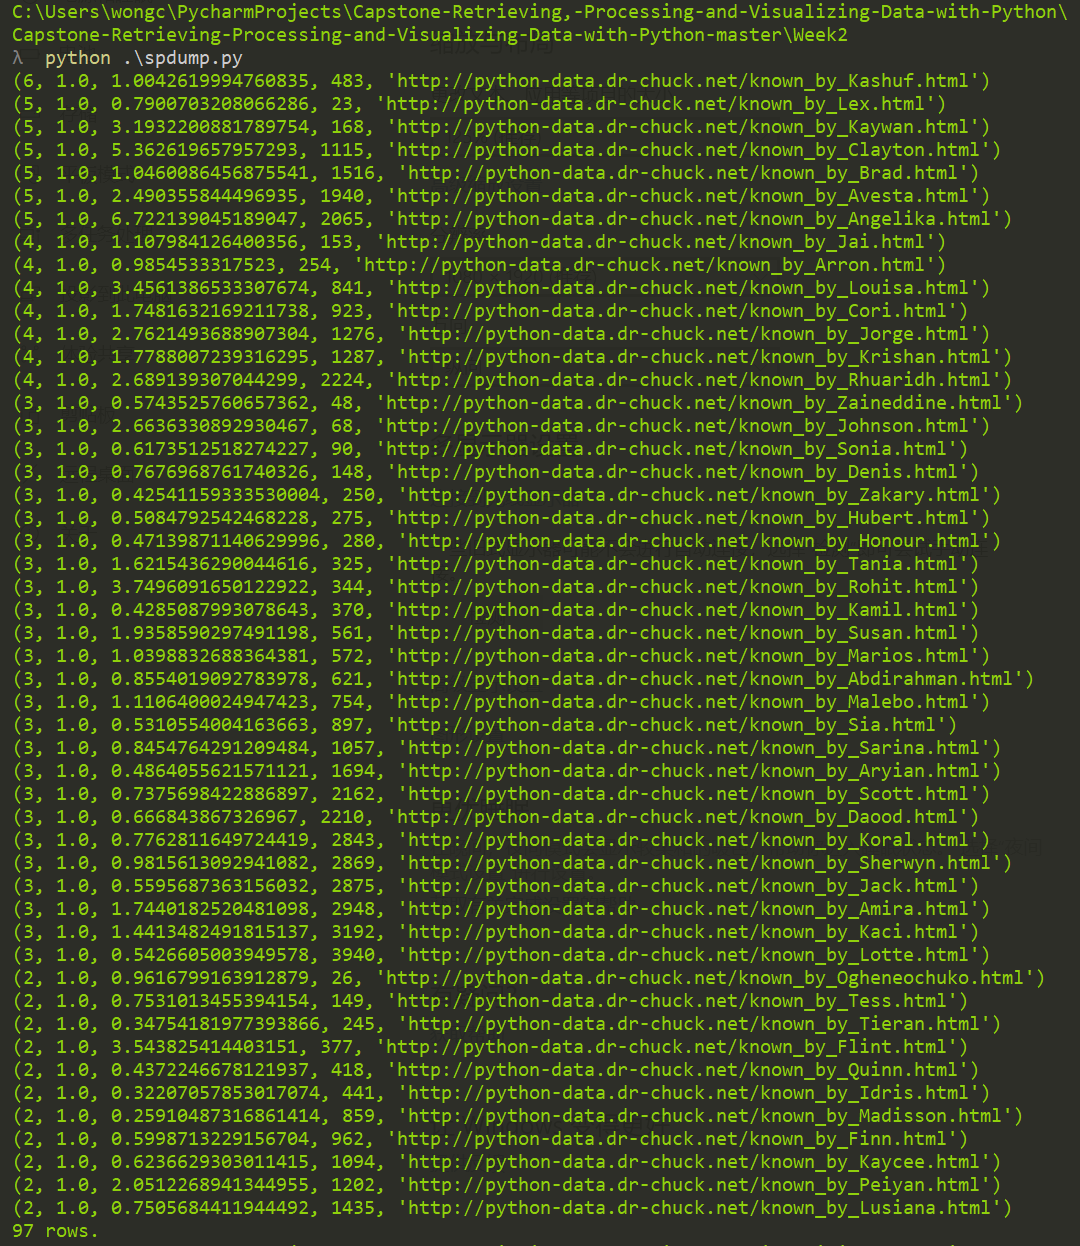 C:\Users\wongc\PycharmProjects\Capstone-Retrieving,-Processing-and-Visualizing-Data-with-Python\
Capstone-Retrieving-Processing-and-Visualizing-Data-with-Python-master\Week2
λ  python .\spdump.py
(6, 1.0, 1.0042619994760835, 483, 'http://python-data.dr-chuck.net/known_by_Kashuf.html')
(5, 1.0, 0.7900703208066286, 23, 'http://python-data.dr-chuck.net/known_by_Lex.html')
(5, 1.0, 3.1932200881789754, 168, 'http://python-data.dr-chuck.net/known_by_Kaywan.html')
(5, 1.0, 5.362619657957293, 1115, 'http://python-data.dr-chuck.net/known_by_Clayton.html')
(5, 1.0, 1.0460086456875541, 1516, 'http://python-data.dr-chuck.net/known_by_Brad.html')
(5, 1.0, 2.490355844496935, 1940, 'http://python-data.dr-chuck.net/known_by_Avesta.html')
(5, 1.0, 6.722139045189047, 2065, 'http://python-data.dr-chuck.net/known_by_Angelika.html')
(4, 1.0, 1.107984126400356, 153, 'http://python-data.dr-chuck.net/known_by_Jai.html')
(4, 1.0, 0.9854533317523, 254, 'http://python-data.dr-chuck.net/known_by_Arron.html')
(4, 1.0, 3.4561386533307674, 841, 'http://python-data.dr-chuck.net/known_by_Louisa.html')
(4, 1.0, 1.7481632169211738, 923, 'http://python-data.dr-chuck.net/known_by_Cori.html')
(4, 1.0, 2.7621493688907304, 1276, 'http://python-data.dr-chuck.net/known_by_Jorge.html')
(4, 1.0, 1.7788007239316295, 1287, 'http://python-data.dr-chuck.net/known_by_Krishan.html')
(4, 1.0, 2.689139307044299, 2224, 'http://python-data.dr-chuck.net/known_by_Rhuaridh.html')
(3, 1.0, 0.5743525760657362, 48, 'http://python-data.dr-chuck.net/known_by_Zaineddine.html')
(3, 1.0, 2.6636330892930467, 68, 'http://python-data.dr-chuck.net/known_by_Johnson.html')
(3, 1.0, 0.6173512518274227, 90, 'http://python-data.dr-chuck.net/known_by_Sonia.html')
(3, 1.0, 0.7676968761740326, 148, 'http://python-data.dr-chuck.net/known_by_Denis.html')
(3, 1.0, 0.42541159333530004, 250, 'http://python-data.dr-chuck.net/known_by_Zakary.html')
(3, 1.0, 0.5084792542468228, 275, 'http://python-data.dr-chuck.net/known_by_Hubert.html')
(3, 1.0, 0.47139871140629996, 280, 'http://python-data.dr-chuck.net/known_by_Honour.html')
(3, 1.0, 1.6215436290044616, 325, 'http://python-data.dr-chuck.net/known_by_Tania.html')
(3, 1.0, 3.7496091650122922, 344, 'http://python-data.dr-chuck.net/known_by_Rohit.html')
(3, 1.0, 0.4285087993078643, 370, 'http://python-data.dr-chuck.net/known_by_Kamil.html')
(3, 1.0, 1.9358590297491198, 561, 'http://python-data.dr-chuck.net/known_by_Susan.html')
(3, 1.0, 1.0398832688364381, 572, 'http://python-data.dr-chuck.net/known_by_Marios.html')
(3, 1.0, 0.8554019092783978, 621, 'http://python-data.dr-chuck.net/known_by_Abdirahman.html')
(3, 1.0, 1.1106400024947423, 754, 'http://python-data.dr-chuck.net/known_by_Malebo.html')
(3, 1.0, 0.5310554004163663, 897, 'http://python-data.dr-chuck.net/known_by_Sia.html')
(3, 1.0, 0.8454764291209484, 1057, 'http://python-data.dr-chuck.net/known_by_Sarina.html')
(3, 1.0, 0.4864055621571121, 1694, 'http://python-data.dr-chuck.net/known_by_Aryian.html')
(3, 1.0, 0.7375698422886897, 2162, 'http://python-data.dr-chuck.net/known_by_Scott.html')
(3, 1.0, 0.666843867326967, 2210, 'http://python-data.dr-chuck.net/known_by_Daood.html')
(3, 1.0, 0.7762811649724419, 2843, 'http://python-data.dr-chuck.net/known_by_Koral.html')
(3, 1.0, 0.9815613092941082, 2869, 'http://python-data.dr-chuck.net/known_by_Sherwyn.html')
(3, 1.0, 0.5595687363156032, 2875, 'http://python-data.dr-chuck.net/known_by_Jack.html')
(3, 1.0, 1.7440182520481098, 2948, 'http://python-data.dr-chuck.net/known_by_Amira.html')
(3, 1.0, 1.4413482491815137, 3192, 'http://python-data.dr-chuck.net/known_by_Kaci.html')
(3, 1.0, 0.5426605003949578, 3940, 'http://python-data.dr-chuck.net/known_by_Lotte.html')
(2, 1.0, 0.9616799163912879, 26, 'http://python-data.dr-chuck.net/known_by_Ogheneochuko.html')
(2, 1.0, 0.7531013455394154, 149, 'http://python-data.dr-chuck.net/known_by_Tess.html')
(2, 1.0, 0.34754181977393866, 245, 'http://python-data.dr-chuck.net/known_by_Tieran.html')
(2, 1.0, 3.543825414403151, 377, 'http://python-data.dr-chuck.net/known_by_Flint.html')
(2, 1.0, 0.4372246678121937, 418, 'http://python-data.dr-chuck.net/known_by_Quinn.html')
(2, 1.0, 0.32207057853017074, 441, 'http://python-data.dr-chuck.net/known_by_Idris.html')
(2, 1.0, 0.25910487316861414, 859, 'http://python-data.dr-chuck.net/known_by_Madisson.html')
(2, 1.0, 0.5998713229156704, 962, 'http://python-data.dr-chuck.net/known_by_Finn.html')
(2, 1.0, 0.6236629303011415, 1094, 'http://python-data.dr-chuck.net/known_by_Kaycee.html')
(2, 1.0, 2.0512268941344955, 1202, 'http://python-data.dr-chuck.net/known_by_Peiyan.html')
(2, 1.0, 0.7505684411944492, 1435, 'http://python-data.dr-chuck.net/known_by_Lusiana.html')
97 rows.